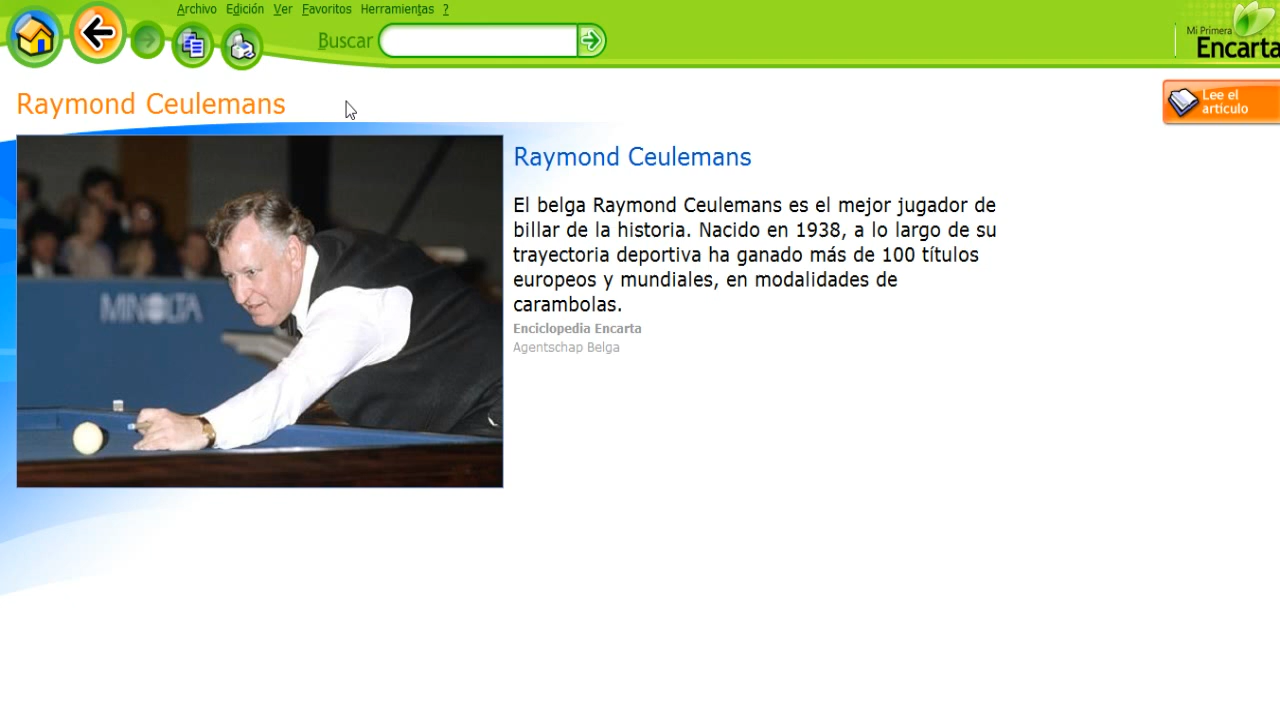 Archivo Edición Ver Favoritos Herramientas ?
Buscar
Mi Primera
Encarta
Raymond Ceulemans
Lee el
artículo
MINOLTA
Raymond Ceulemans
El belga Raymond Ceulemans es el mejor jugador de
billar de la historia. Nacido en 1938, a lo largo de su
trayectoria deportiva ha ganado más de 100 títulos
europeos y mundiales, en modalidades de
carambolas.
Enciclopedia Encarta
Agentschap Belga